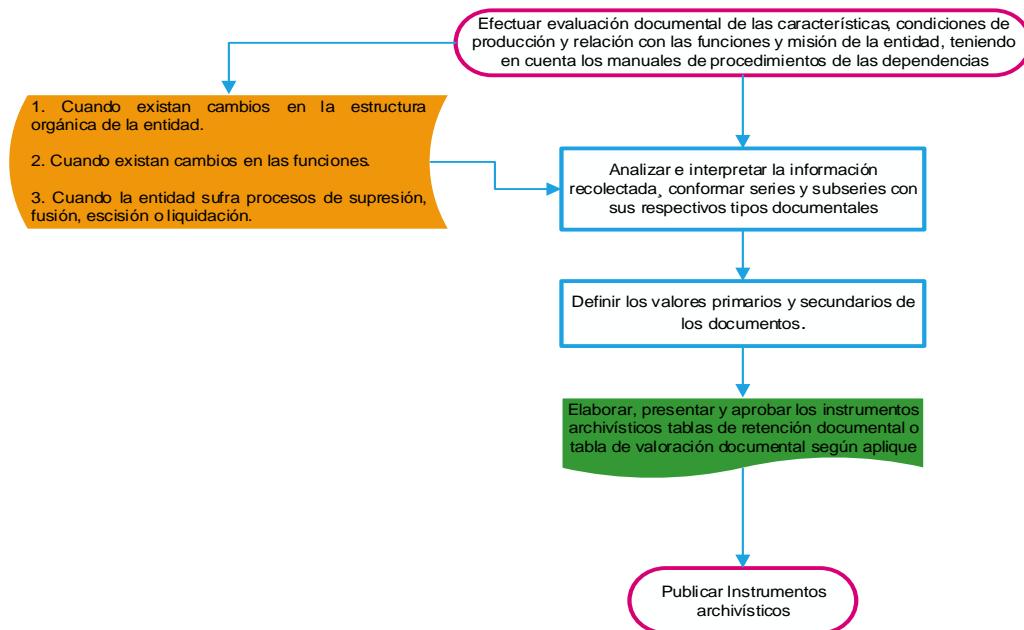 Efectuar evaluación documental de las características, condiciones de
producción y relación con las funciones y misión de la entidad, teniendo
en cuenta los manuales de procedimientos de las dependencias
1. Cuando existan cambios en la estructura
orgánica de la entidad.
2. Cuando existan cambios en las funciones.
3. Cuando la entidad sufra procesos de supresión,
fusión, escisión o liquidación.
Analizar e interpretar la información
recolectada, conformar series y subseries con
sus respectivos tipos documentales
Definir los valores primarios y secundarios de
los documentos.
Elaborar, presentar y aprobar los instrumentos
archivísticos tablas de retención documental o
tabla de valoración documental según aplique
Publicar Instrumentos
archivísticos